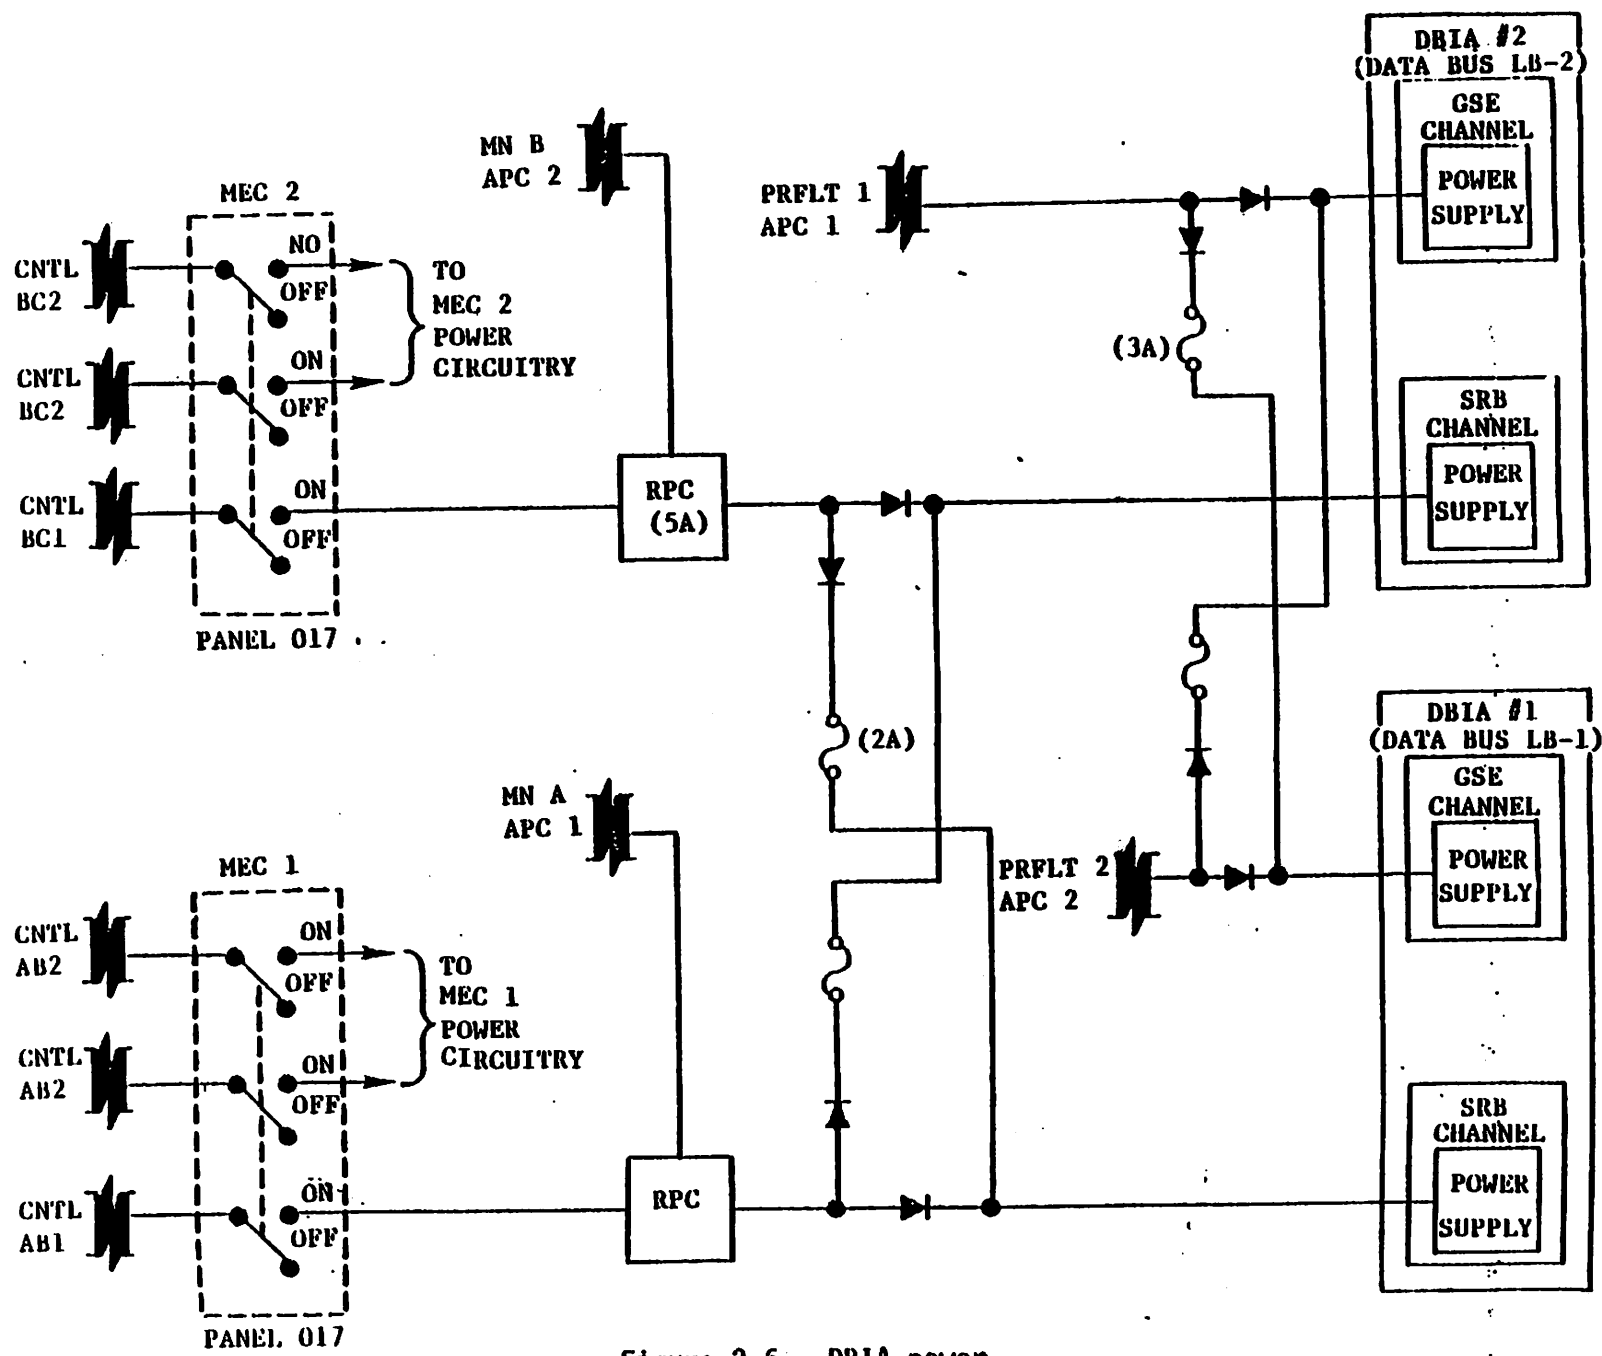 DBIA #2
(DATA BUS LB-2)
GSE
CHANNEL
POWER
SUPPLY
SRB
CHANNEL
POWER
SUPPLY
MN B
APC 2
PRFLT 1
APC 1
MEC 2
CNTL
BC2
NO
OFF
CNTL
BC2
ON
OFF
CNTL
BC1
ON
OFF
TO
MEC 2
POWER
CIRCUITRY
PANEL O17
RPC
(5A)
(3A)
(2A)
DBIA #1
(DATA BUS LB-1)
GSE
CHANNEL
POWER
SUPPLY
SRB
CHANNEL
POWER
SUPPLY
MN A
APC 1
PRFLT 2
APC 2
MEC 1
CNTL
AB2
ON
OFF
CNTL
AB2
ON
OFF
CNTL
AB1
ON
OFF
TO
MEC 1
POWER
CIRCUITRY
RPC
PANEL O17
DBIA power